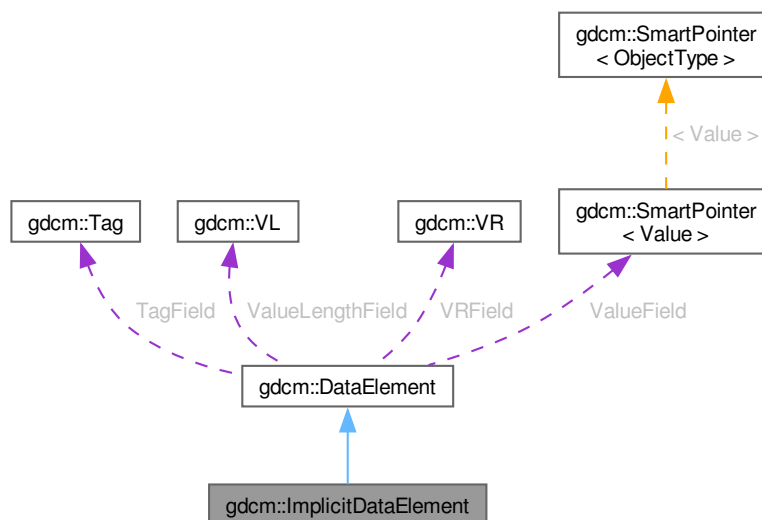 gdcm::SmartPointer
< ObjectType >
< Value >
gdcm::Tag
gdcm::VL
gdcm::VR
gdcm::SmartPointer
< Value >
TagField
ValueLengthField
VRField
ValueField
gdcm::DataElement
gdcm::ImplicitDataElement